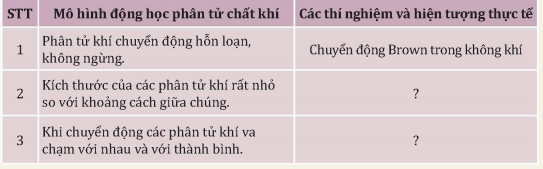 STT Mô hình động học phân tử chất khí Các thí nghiệm và hiện tượng thực tế
1 Phân tử khí chuyển động hỗn loạn, không ngừng. Chuyển động Brown trong không khí
2 Kích thước của các phân tử khí rất nhỏ so với khoảng cách giữa chúng. ?
3 Khi chuyển động các phân tử khí va chạm với nhau và với thành bình. ?